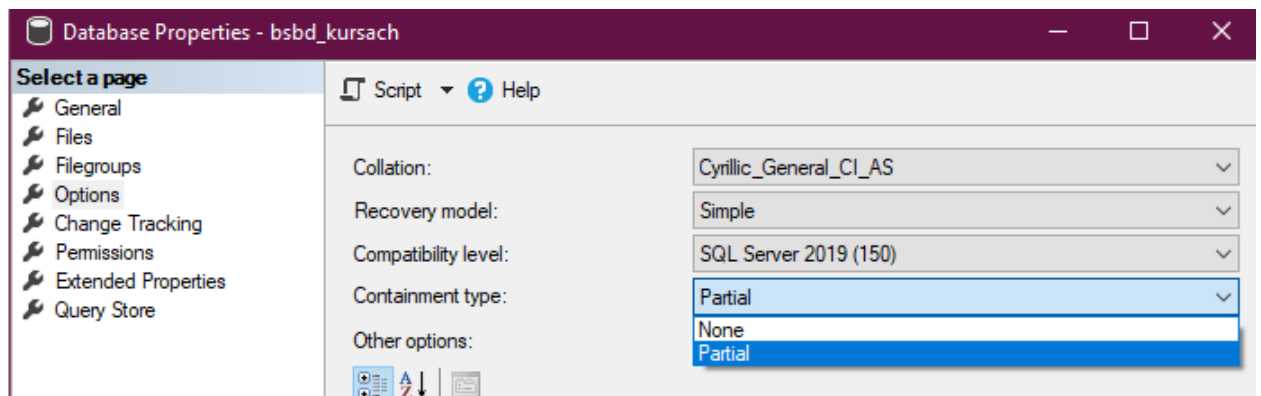 Database Properties - bsbd_kursach
Select a page
General
Files
Filegroups
Options
Change Tracking
Permissions
Extended Properties
Query Store
Script
Help
Collation:
Cyrillic_General_CI_AS
Recovery model:
Simple
Compatibility level:
SQL Server 2019 (150)
Containment type:
Partial
None
Partial
Other options:
A
Z